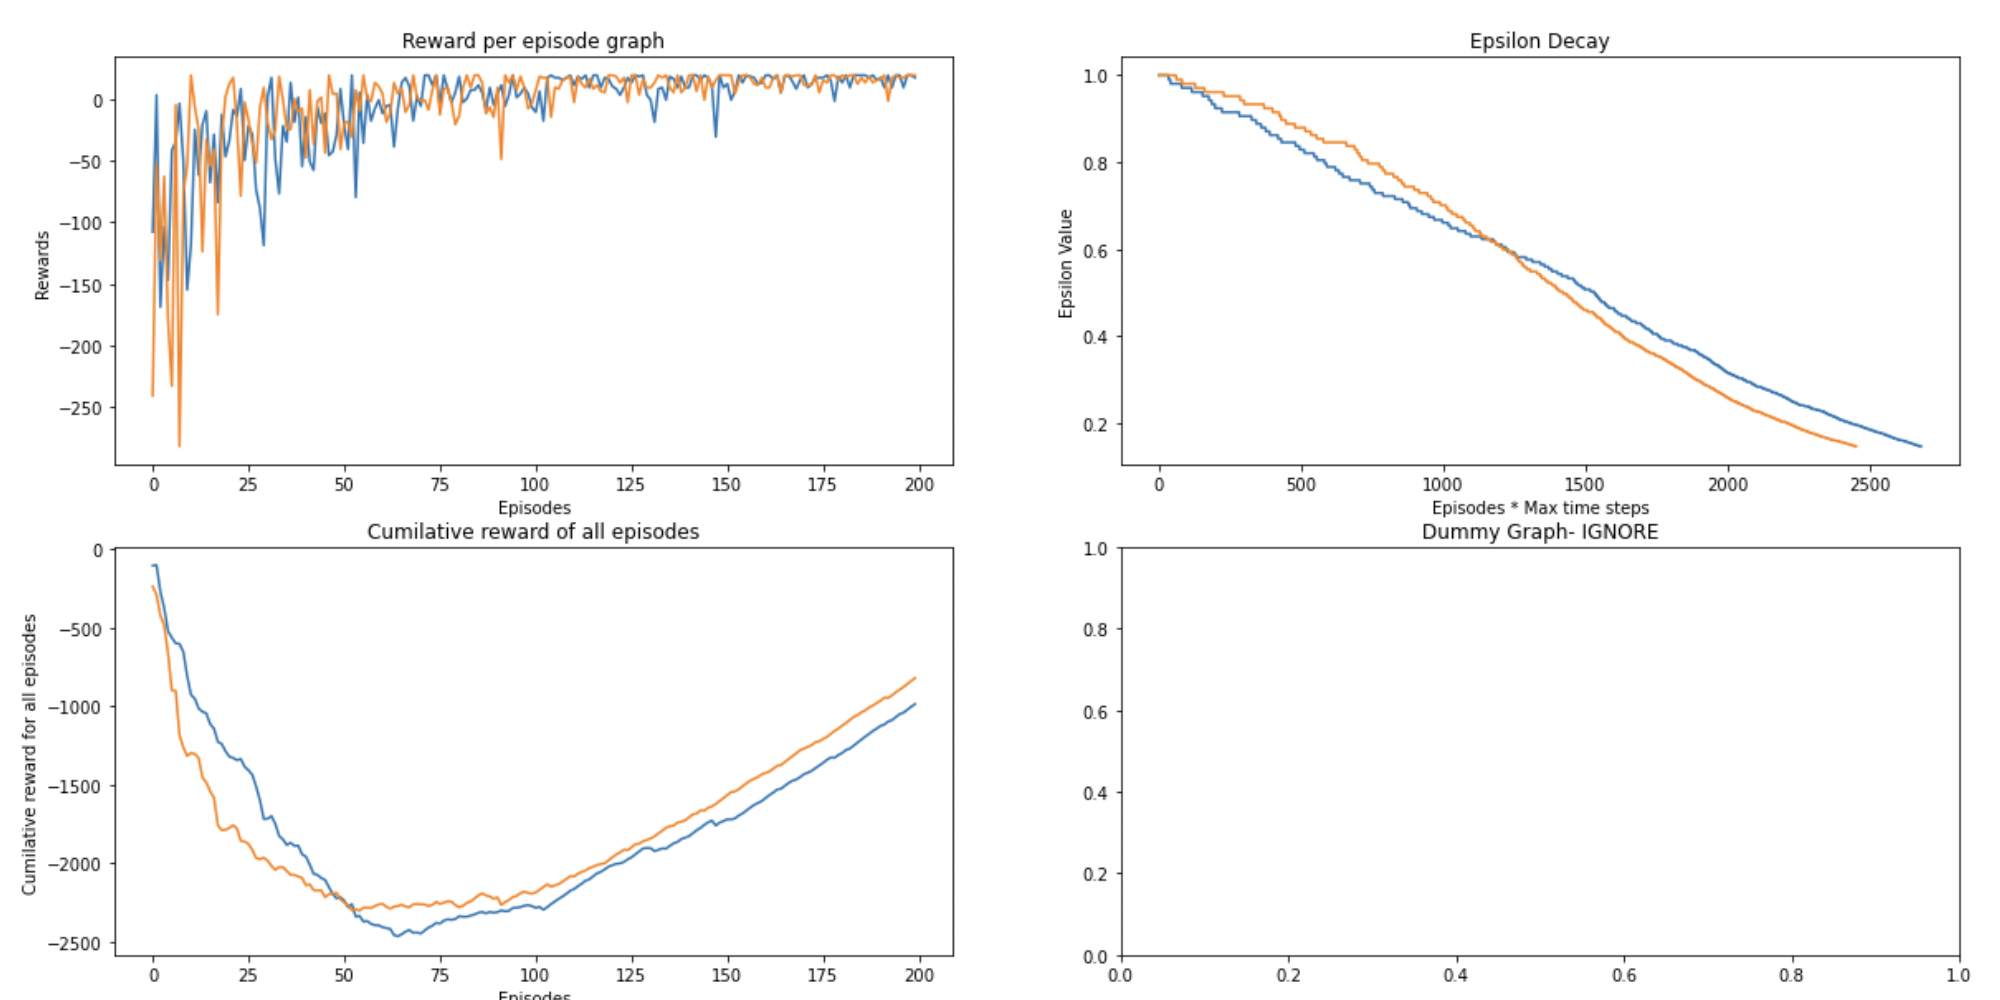 Reward per episode graph
Rewards
0
−50
−100
−150
−200
−250
0 25 50 75 100 125 150 175 200
Episodes
Epsilon Decay
Epsilon Value
1.0
0.8
0.6
0.4
0.2
0 500 1000 1500 2000 2500
Episodes * Max time steps
Cumilative reward of all episodes
Cumilative reward for all episodes
0
−500
−1000
−1500
−2000
−2500
0 25 50 75 100 125 150 175 200
Episodes
Dummy Graph- IGNORE
1.0
0.8
0.6
0.4
0.2
0.0
0.0 0.2 0.4 0.6 0.8 1.0